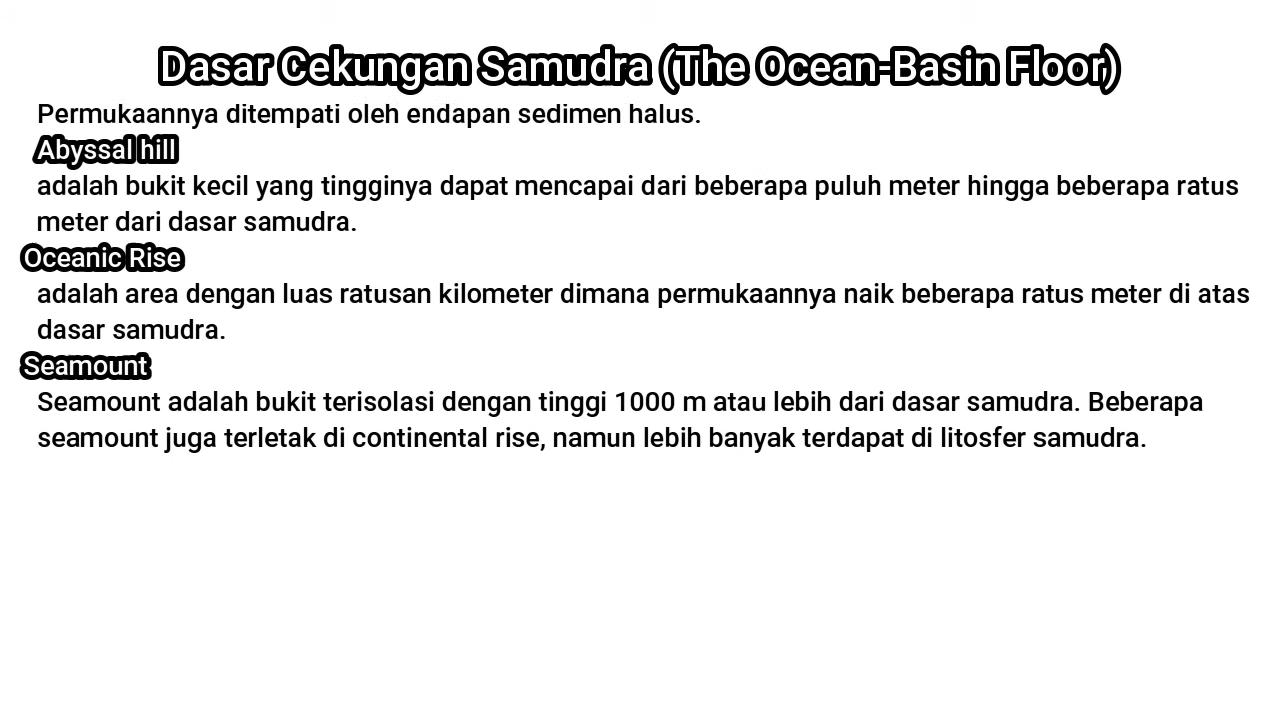 Dasar Cekungan Samudra (The Ocean-Basin Floor)
Permukaannya ditempati oleh endapan sedimen halus.
Abyssal hill
adalah bukit kecil yang tingginya dapat mencapai dari beberapa puluh meter hingga beberapa ratus
meter dari dasar samudra.
Oceanic Rise
adalah area dengan luas ratusan kilometer dimana permukaannya naik beberapa ratus meter di atas
dasar samudra.
Seamount
Seamount adalah bukit terisolasi dengan tinggi 1000 m atau lebih dari dasar samudra. Beberapa
seamount juga terletak di continental rise, namun lebih banyak terdapat di litosfer samudra.